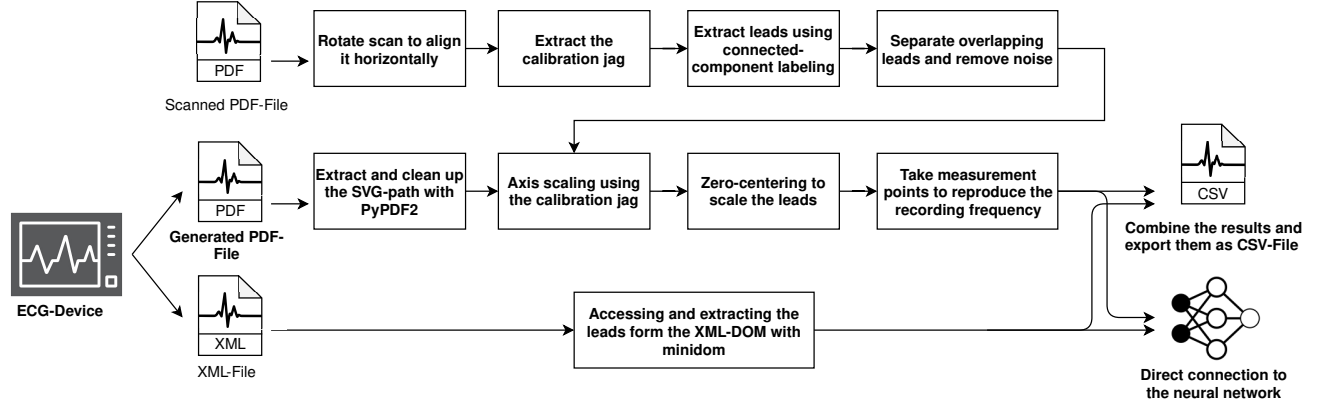 PDF
Scanned PDF-File
Rotate scan to align
it horizontally
Extract the
calibration jag
Extract leads using
connected-
component labeling
Separate overlapping
leads and remove noise
PDF
Generated PDF-
File
Extract and clean up
the SVG-path with
PyPDF2
Axis scaling using
the calibration jag
Zero-centering to
scale the leads
Take measurement
points to reproduce the
recording frequency
CSV
Combine the results and
export them as CSV-File
ECG-Device
XML
XML-File
Accessing and extracting the
leads form the XML-DOM with
minidom
Direct connection to
the neural network